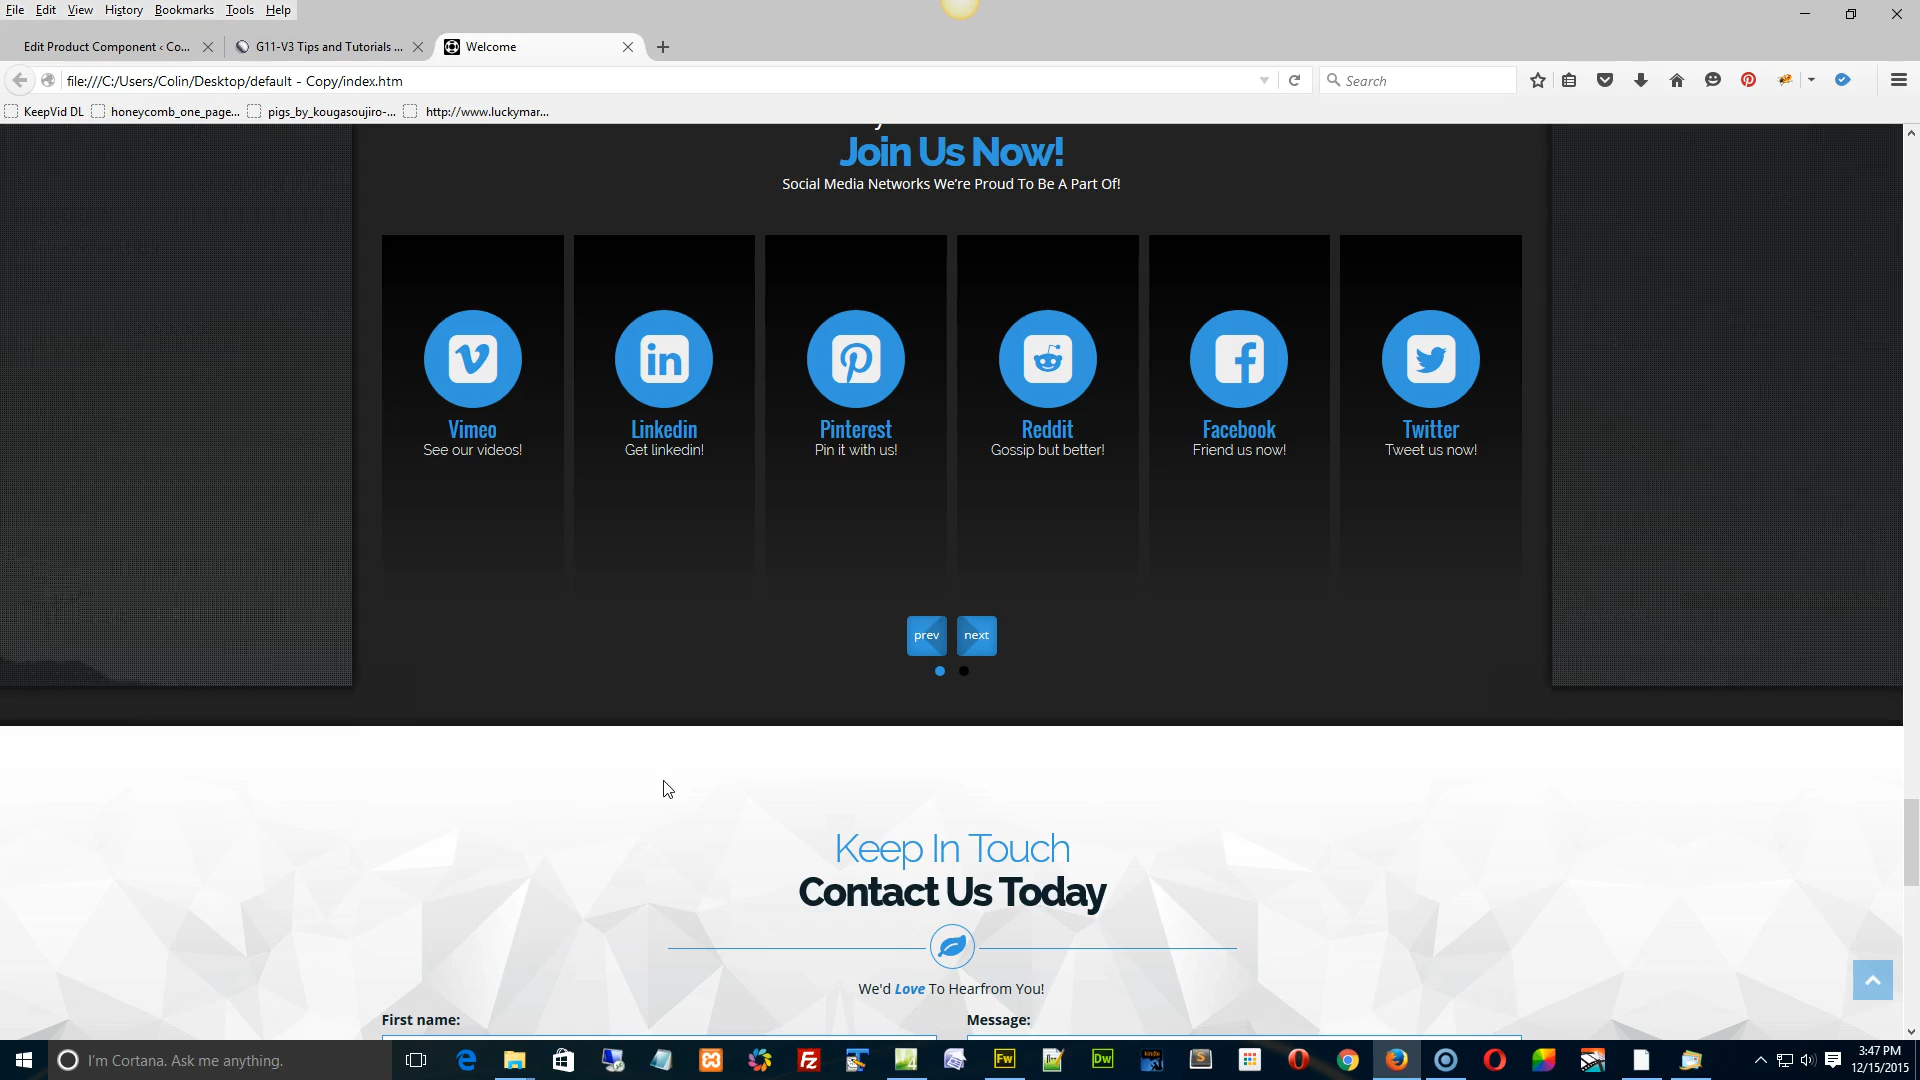 File Edit View History Bookmarks Tools Help
Edit Product Component ‹ Co... G11-V3 Tips and Tutorials ... Welcome
file:///C:/Users/Colin/Desktop/default - Copy/index.htm Search
KeepVid DL honeycomb_one_page... pigs_by_kougasoujiro-... http://www.luckymar...
Join Us Now!
Social Media Networks We're Proud To Be A Part Of!
Vimeo Linkedin Pinterest Reddit Facebook Twitter
See our videos! Get linkedin! Pin it with us! Gossip but better! Friend us now! Tweet us now!
prev next
Keep In Touch
Contact Us Today
We'd Love To Hearfrom You!
First name: Message:
I'm Cortana. Ask me anything.
3:47 PM
12/15/2015